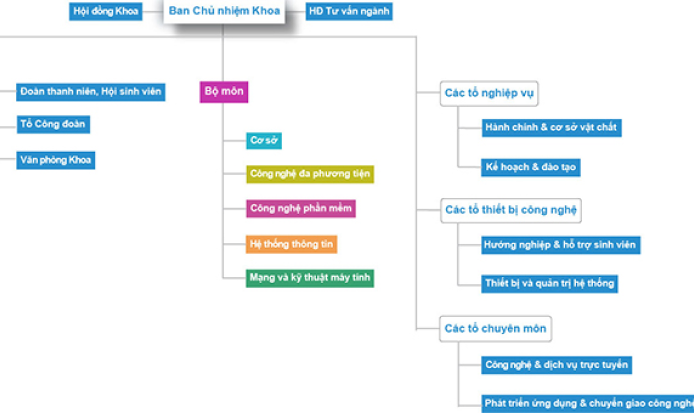 Hội đồng Khoa
Ban Chủ nhiệm Khoa
HĐ Tư vấn ngành
Đoàn thanh niên, Hội sinh viên
Tổ Công đoàn
Văn phòng Khoa
Bộ môn
Cơ sở
Công nghệ đa phương tiện
Công nghệ phần mềm
Hệ thống thông tin
Mạng và kỹ thuật máy tính
Các tổ nghiệp vụ
Hành chính & cơ sở vật chất
Kế hoạch & đào tạo
Các tổ thiết bị công nghệ
Hướng nghiệp & hỗ trợ sinh viên
Thiết bị và quản trị hệ thống
Các tổ chuyên môn
Công nghệ & dịch vụ trực tuyến
Phát triển ứng dụng & chuyển giao công nghệ